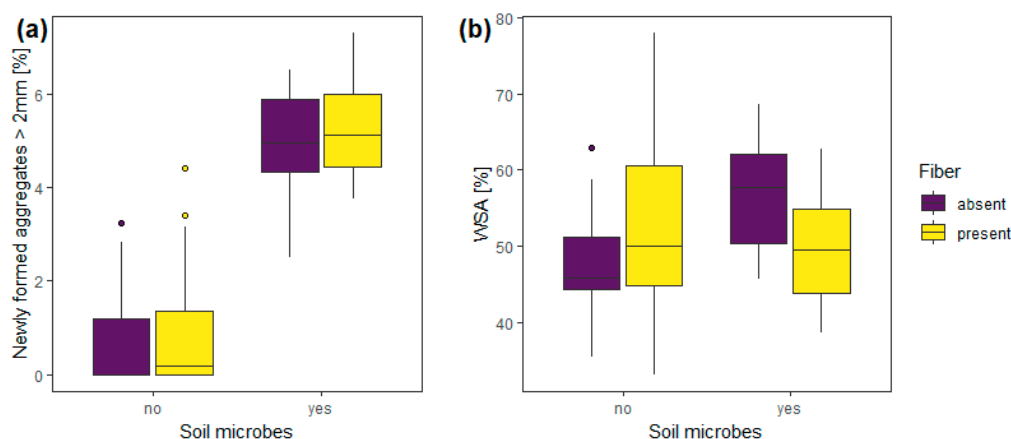 (a)
Newly formed aggregates > 2mm [%]
6
4
2
0
no
yes
Soil microbes
(b)
WSA [%]
80
70
60
50
40
no
yes
Soil microbes
Fiber
absent
present